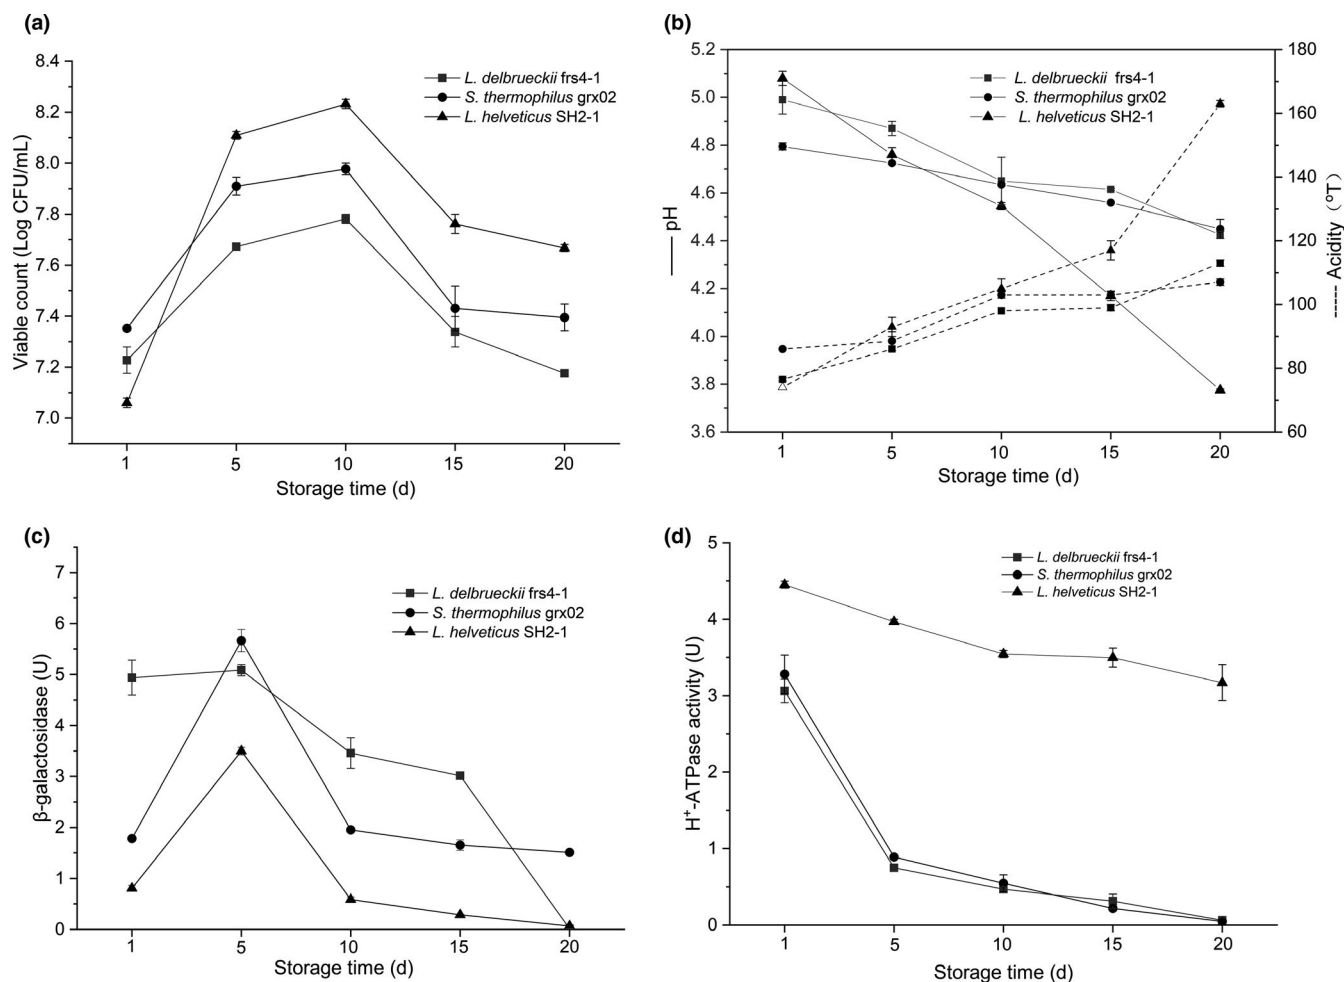 (a)
8.4
8.2
8.0
7.8
7.6
7.4
7.2
7.0
Viable count (Log CFU/mL)
L. delbrueckii frs4-1
S. thermophilus grx02
L. helveticus SH2-1
1 5 10 15 20
Storage time (d)
(b)
5.2
5.0
4.8
4.6
4.4
4.2
4.0
3.8
3.6
pH
L. delbrueckii frs4-1
S. thermophilus grx02
L. helveticus SH2-1
180
160
140
120
100
80
60
Acidity (°T)
1 5 10 15 20
Storage time (d)
(c)
7
6
5
4
3
2
1
0
β-galactosidase (U)
L. delbrueckii frs4-1
S. thermophilus grx02
L. helveticus SH2-1
1 5 10 15 20
Storage time (d)
(d)
5
4
3
2
1
0
H⁺-ATPase activity (U)
L. delbrueckii frs4-1
S. thermophilus grx02
L. helveticus SH2-1
1 5 10 15 20
Storage time (d)